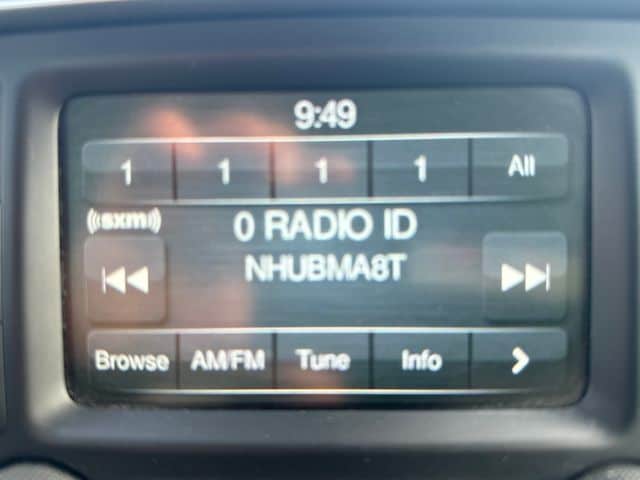 9:49
1 1 1 1 All
((sxm))
0 RADIO ID
NHUBMA8T
Browse AM/FM Tune Info >